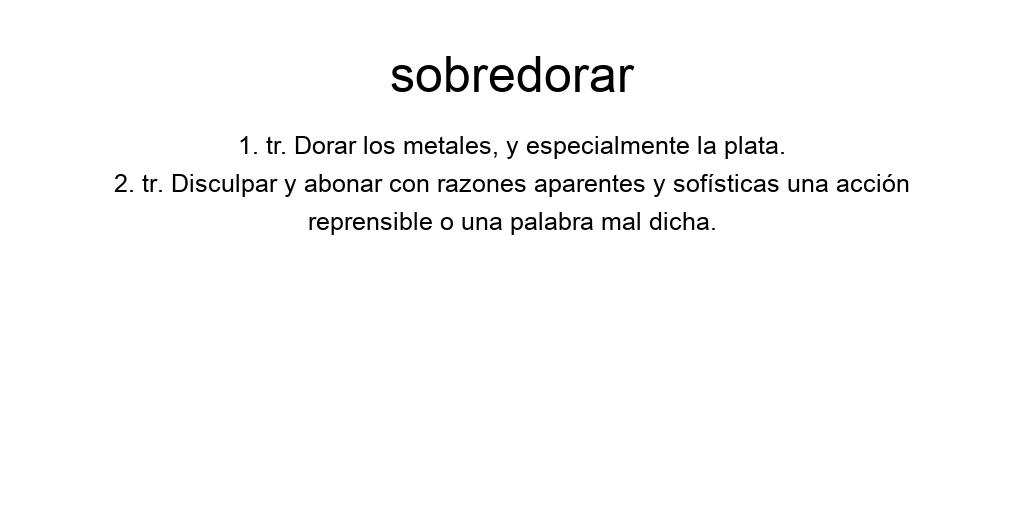 sobredorar
1. tr. Dorar los metales, y especialmente la plata.
2. tr. Disculpar y abonar con razones aparentes y sofísticas una acción
reprensible o una palabra mal dicha.